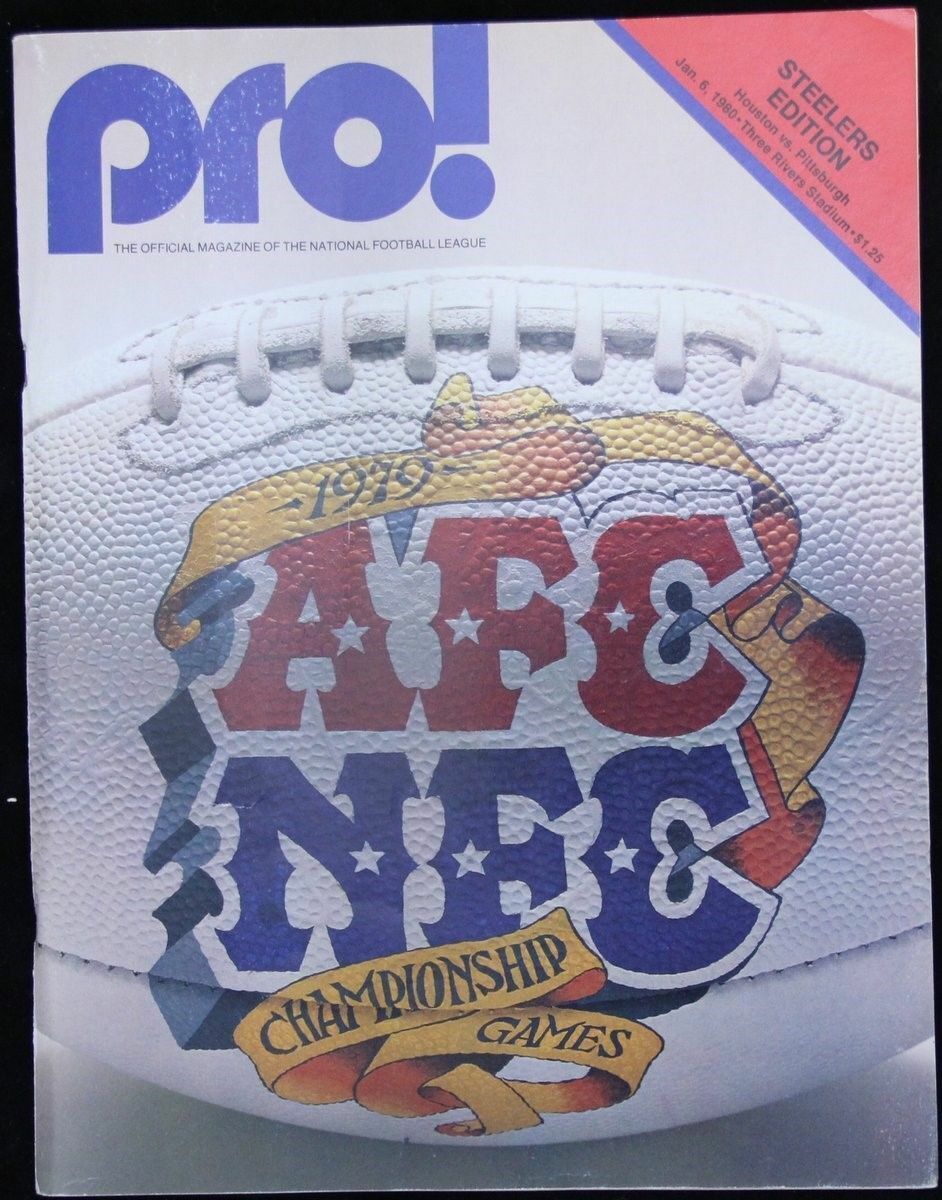 pro!
THE OFFICIAL MAGAZINE OF THE NATIONAL FOOTBALL LEAGUE
STEELERS
EDITION
Houston vs. Pittsburgh
Jan. 6, 1980·Three Rivers Stadium•$1.25
-1979-
AFC
NFC
CHAMPIONSHIP
GAMES